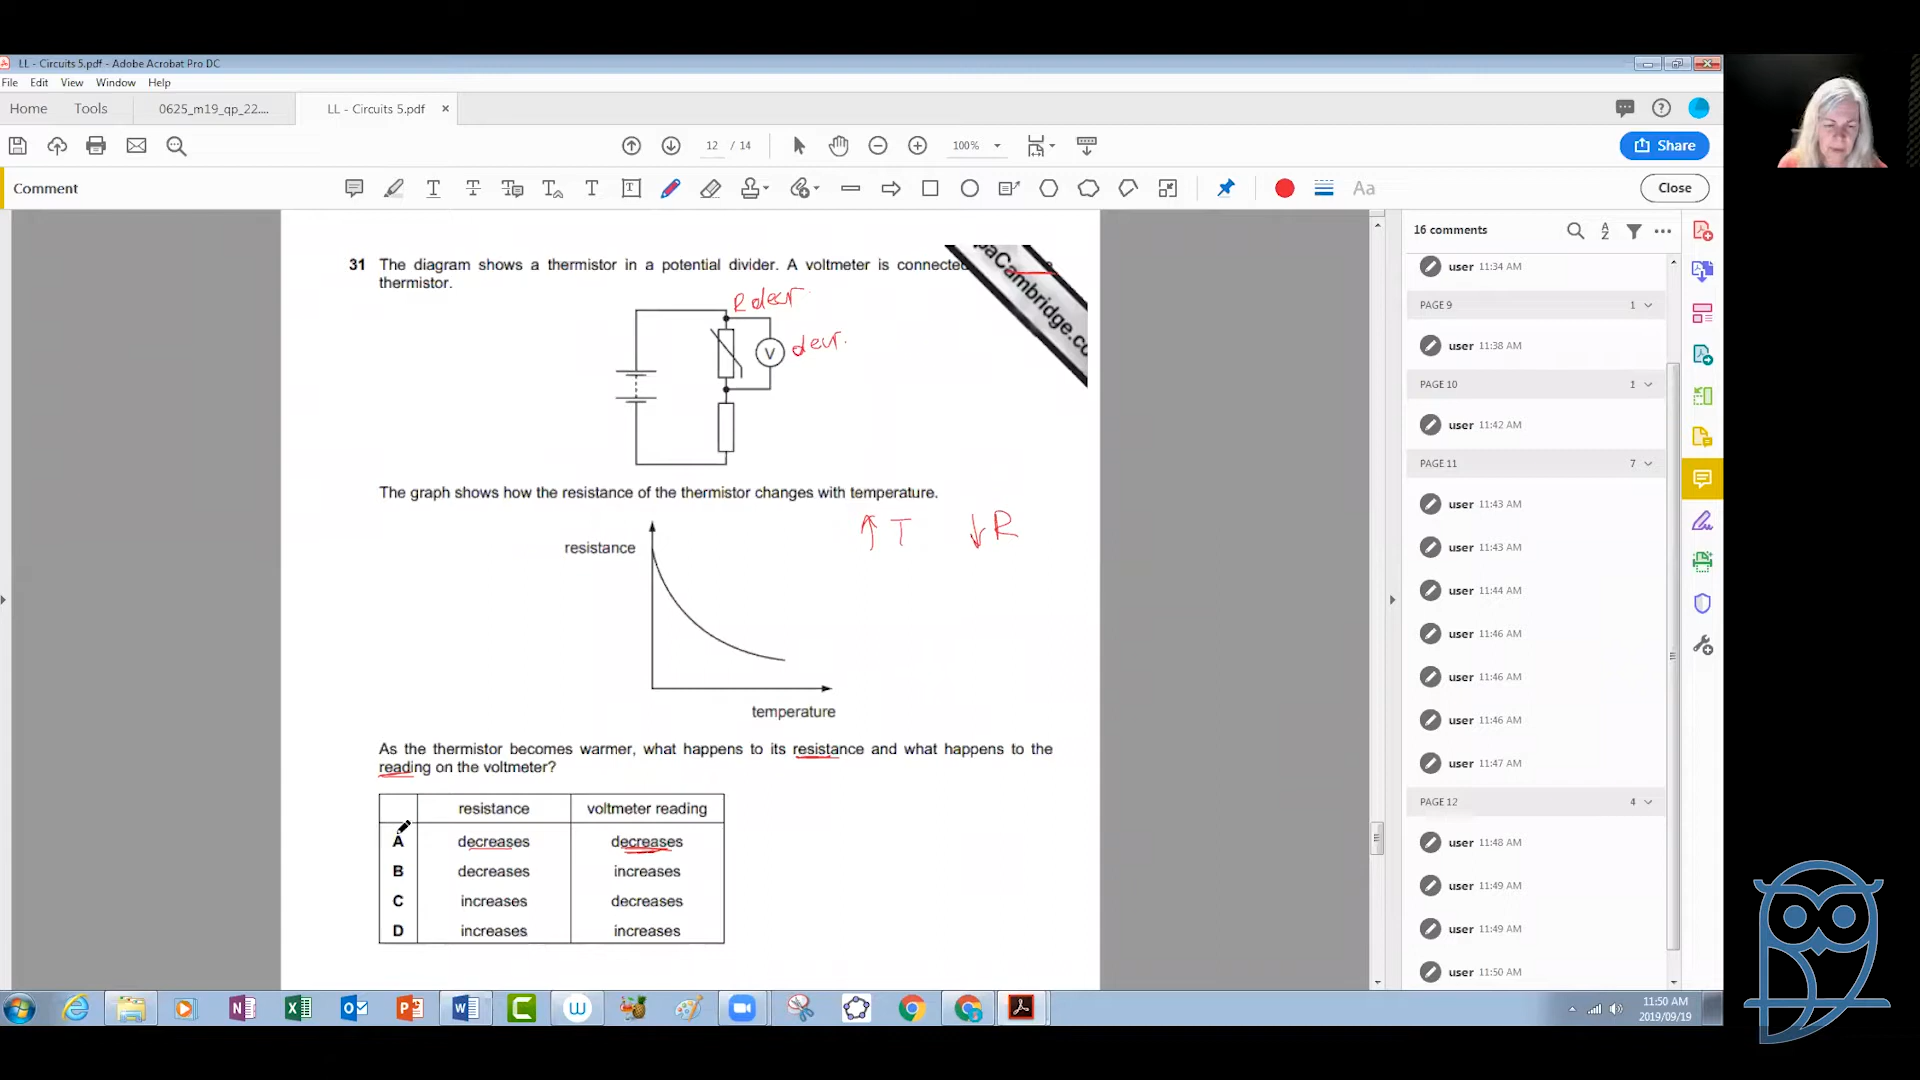 LL - Circuits 5.pdf - Adobe Acrobat Pro DC
File Edit View Window Help
Home Tools 0625_m19_qp_22.... LL - Circuits 5.pdf ×
12 / 14 100% Share
Comment Aa Close
16 comments
user 11:34 AM
PAGE 9 1
user 11:38 AM
PAGE 10 1
user 11:42 AM
PAGE 11 7
user 11:43 AM
user 11:43 AM
user 11:44 AM
user 11:46 AM
user 11:46 AM
user 11:46 AM
user 11:47 AM
PAGE 12 4
user 11:48 AM
user 11:49 AM
user 11:49 AM
user 11:50 AM
31 The diagram shows a thermistor in a potential divider. A voltmeter is connected
thermistor.
paCambridge.co
R decr.
V decr.
The graph shows how the resistance of the thermistor changes with temperature.
↑ T ↓ R
resistance
temperature
As the thermistor becomes warmer, what happens to its resistance and what happens to the
reading on the voltmeter?
resistance voltmeter reading
A decreases decreases
B decreases increases
C increases decreases
D increases increases
11:50 AM
2019/09/19